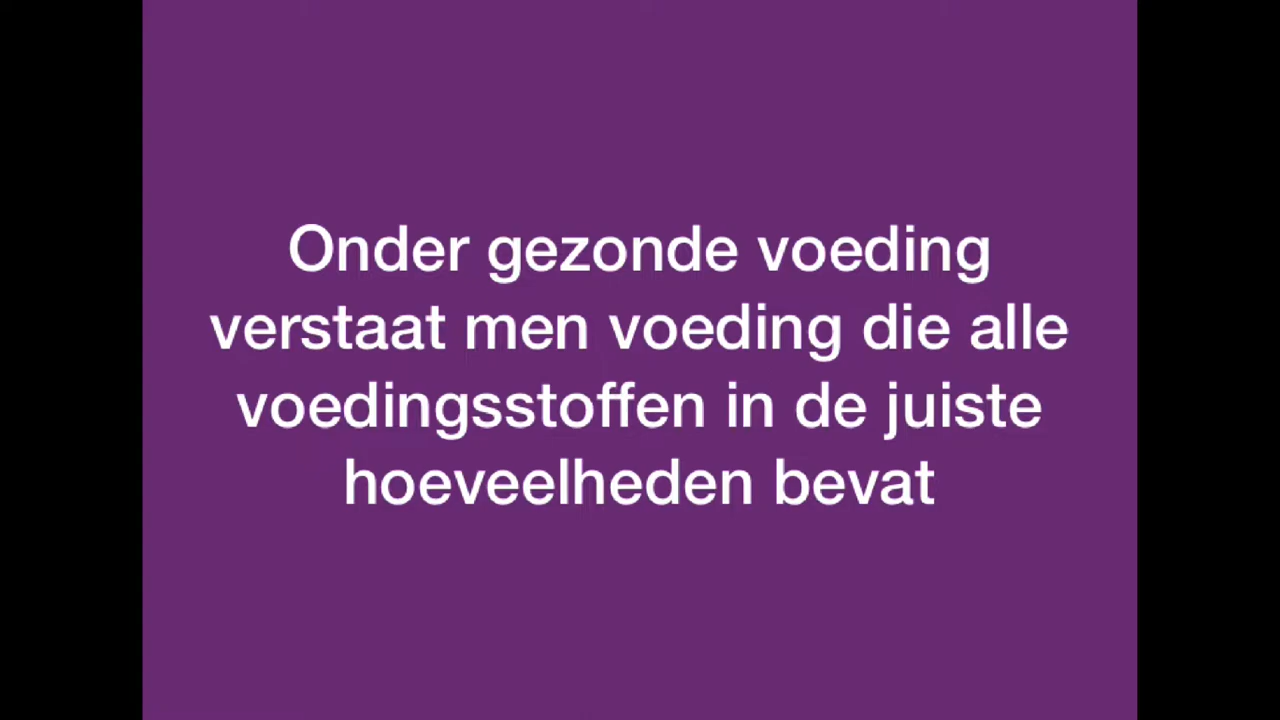 Onder gezonde voeding
verstaat men voeding die alle
voedingsstoffen in de juiste
hoeveelheden bevat